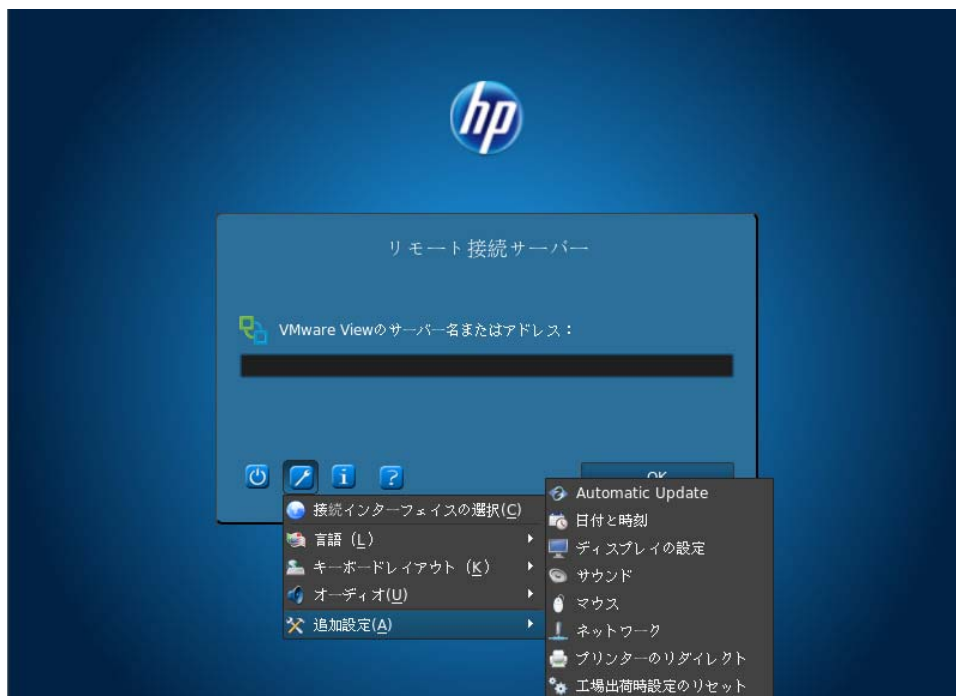 hp
リモート接続サーバー
VMware Viewのサーバー名またはアドレス：
OK
接続インターフェイスの選択(C)
言語 (L)
キーボードレイアウト (K)
オーディオ(U)
追加設定(A)
Automatic Update
日付と時刻
ディスプレイの設定
サウンド
マウス
ネットワーク
プリンターのリダイレクト
工場出荷時設定のリセット